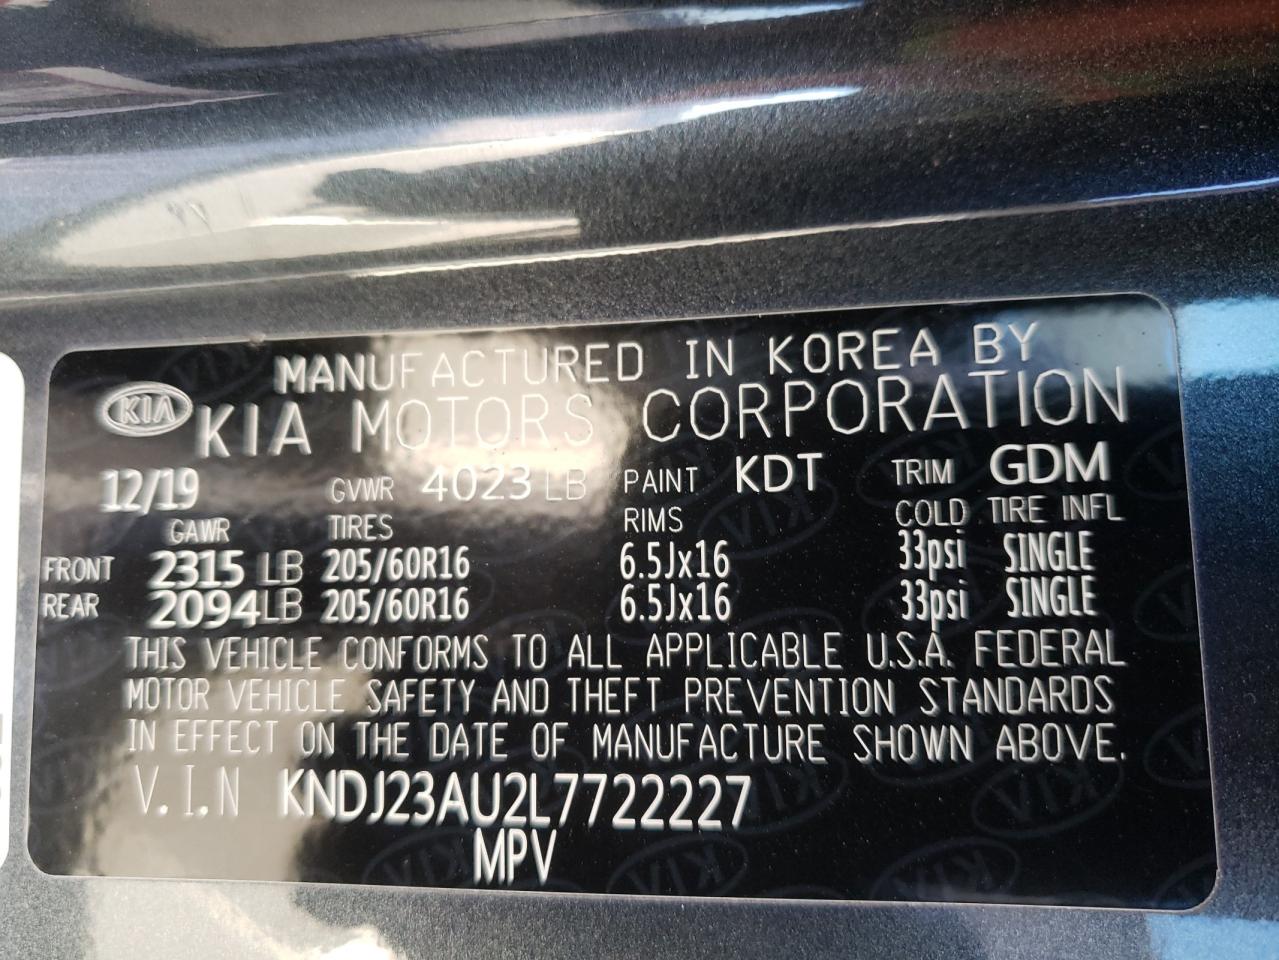 MANUFACTURED IN KOREA BY
KIA KIA MOTORS CORPORATION
12/19 GVWR 4023 LB PAINT KDT TRIM GDM
GAWR TIRES RIMS COLD TIRE INFL
FRONT 2315 LB 205/60R16 6.5Jx16 33psi SINGLE
REAR 2094LB 205/60R16 6.5Jx16 33psi SINGLE
THIS VEHICLE CONFORMS TO ALL APPLICABLE U.S.A. FEDERAL
MOTOR VEHICLE SAFETY AND THEFT PREVENTION STANDARDS
IN EFFECT ON THE DATE OF MANUFACTURE SHOWN ABOVE.
V.I.N KNDJ23AU2L7722227
MPV